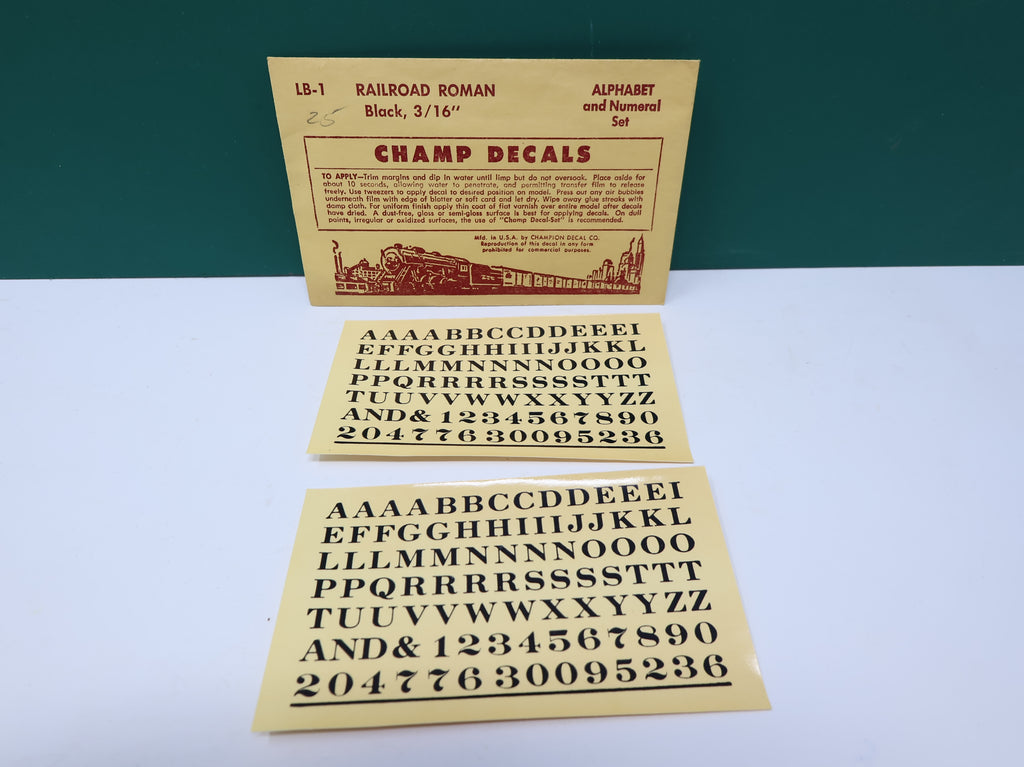 LB-1 RAILROAD ROMAN ALPHABET
25 Black, 3/16" and Numeral
Set
CHAMP DECALS
TO APPLY—Trim margins and dip in water until limp but do not oversoak. Place aside for
about 10 seconds, allowing water to penetrate, and permitting transfer film to release
freely. Use tweezers to apply decal to desired position on model. Press out any air bubbles
underneath film with edge of blotter or soft card and let dry. Wipe away glue streaks with
damp cloth. For uniform finish apply thin coat of flat varnish over entire model after decals
have dried. A dust-free, gloss or semi-gloss surface is best for applying decals. On dull
paints, irregular or oxidized surfaces, the use of "Champ Decal-Set" is recommended.
Mfd. in U.S.A. by CHAMPION DECAL CO.
Reproduction of this decal in any form
prohibited for commercial purposes.
AAAABBCCDDEEEI
EFFGGHHIIIJJKKL
LLLMMNNNNNOOOO
PPQRRRRSSSSTTT
TUUVVWWXXYYZZ
AND& 1234567890
2047763009 5236
AAAABBCCDDEEEI
EFFGGHHIIIJJKKL
LLLMMNNNNOOOO
PPQRRRRSSSSTTT
TUUVVWWXXYYZZ
AND& 1234567890
204776 30095236